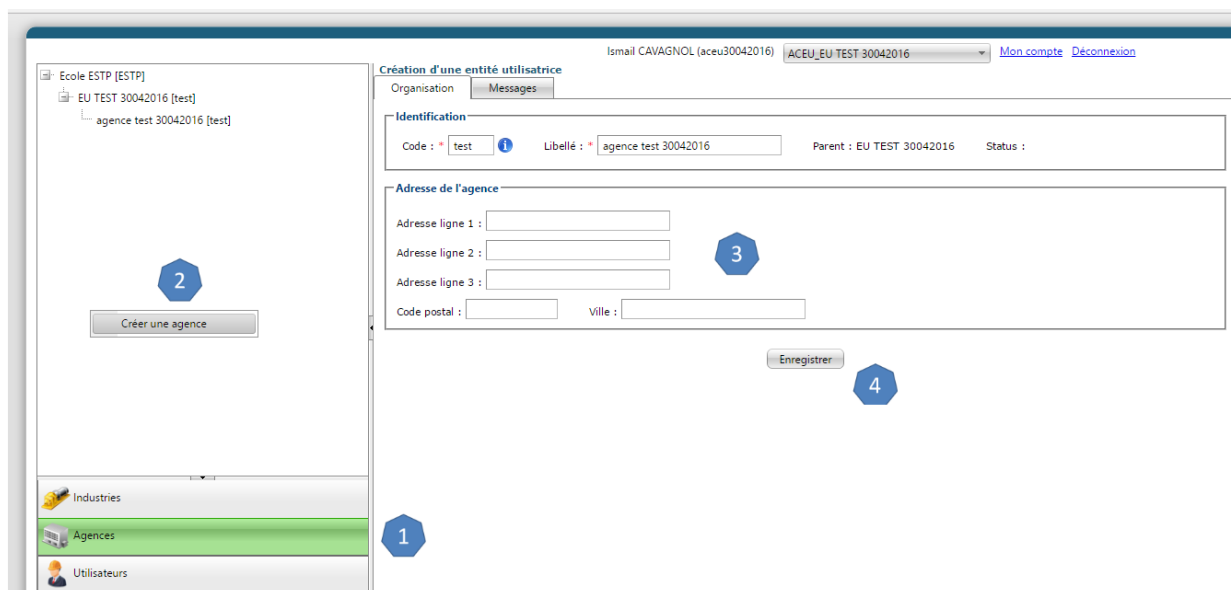 Ismail CAVAGNOL (aceu30042016) ACEU_EU TEST 30042016 Mon compte Déconnexion
Ecole ESTP [ESTP]
EU TEST 30042016 [test]
agence test 30042016 [test]
2
Créer une agence
Industries
Agences
Utilisateurs
1
Création d'une entité utilisatrice
Organisation Messages
Identification
Code : * test Libellé : * agence test 30042016 Parent : EU TEST 30042016 Status :
Adresse de l'agence
Adresse ligne 1 :
Adresse ligne 2 :
3
Adresse ligne 3 :
Code postal : Ville :
Enregistrer
4